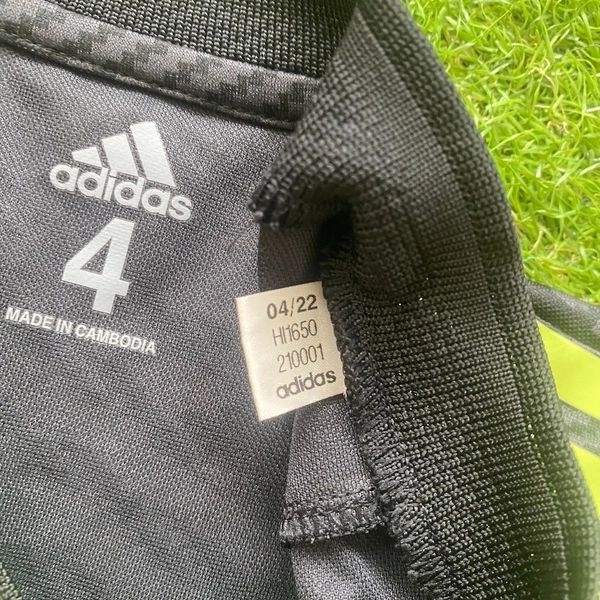 adidas
4
MADE IN CAMBODIA
04/22
HI1650
210001
adidas